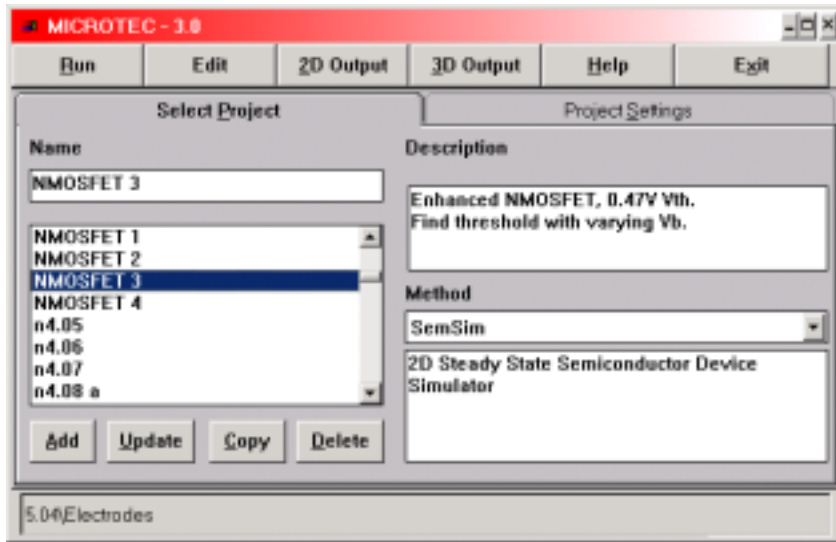 MICROTEC - 3.0
Run Edit 2D Output 3D Output Help Exit
Select Project Project Settings
Name
NMOSFET 3
NMOSFET 1
NMOSFET 2
NMOSFET 3
NMOSFET 4
n4.05
n4.06
n4.07
n4.08 a
Add Update Copy Delete
Description
Enhanced NMOSFET, 0.47V Vth.
Find threshold with varying Vb.
Method
SemSim
2D Steady State Semiconductor Device
Simulator
5.04\Electrodes